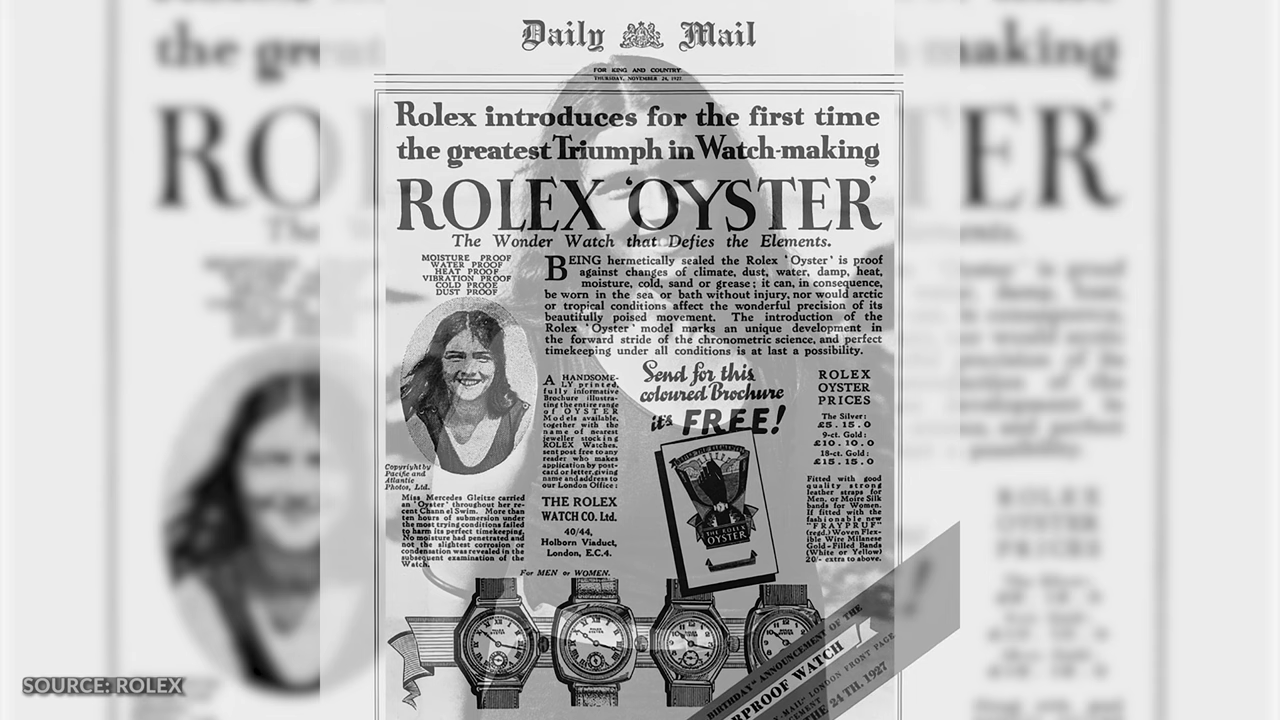 Daily Mail
FOR KING AND COUNTRY
THURSDAY, NOVEMBER 24, 1927
Rolex introduces for the first time
the greatest Triumph in Watch-making
ROLEX 'OYSTER'
The Wonder Watch that Defies the Elements.
MOISTURE PROOF
WATER PROOF
HEAT PROOF
VIBRATION PROOF
COLD PROOF
DUST PROOF
BEING hermetically sealed the Rolex 'Oyster' is proof
against changes of climate, dust, water, damp, heat,
moisture, cold, sand or grease; it can, in consequence,
be worn in the sea or bath without injury, nor would arctic
or tropical conditions affect the wonderful precision of its
beautifully poised movement. The introduction of the
Rolex 'Oyster' model marks an unique development in
the forward stride of the chronometric science, and perfect
timekeeping under all conditions is at last a possibility.
Copyright by
Pacific and
Atlantic
Photos, Ltd.
Miss Mercedes Gleitze carried
an 'Oyster' throughout her re-
cent Channel Swim. More than
ten hours of submersion under
the most trying conditions failed
to harm its perfect timekeeping.
No moisture had penetrated and
not the slightest corrosion or
condensation was revealed in the
subsequent examination of the
Watch.
A HANDSOME-
LY printed,
fully informative
Brochure illustra-
ting the entire range
of OYSTER
Models available,
together with the
name of nearest
jeweller stocking
ROLEX Watches,
sent post free to any
reader who makes
application by post-
card or letter, giving
name and address to
our London Office:
THE ROLEX
WATCH CO. Ltd.
40/44,
Holborn Viaduct,
London, E.C.4.
For MEN or WOMEN.
Send for this
coloured Brochure
it's FREE!
THE ROLEX
OYSTER
ROLEX
OYSTER
PRICES
The Silver:
£5.15.0
9-ct. Gold:
£10.10.0
18-ct. Gold:
£15.15.0
Fitted with good
quality strong
leather straps for
Men, or Moire Silk
bands for Women.
If fitted with the
fashionable new
"FRAYPRUF"
(regd.) Woven Flex-
ible Wire Milanese
Gold-Filled Bands
(White or Yellow)
20/- extra to above.
BIRTHDAY" ANNOUNCEMENT OF THE
RPROOF WATCH
MAIL" LONDON FRONT PAGE
THE 24TH, 1927
SOURCE: ROLEX